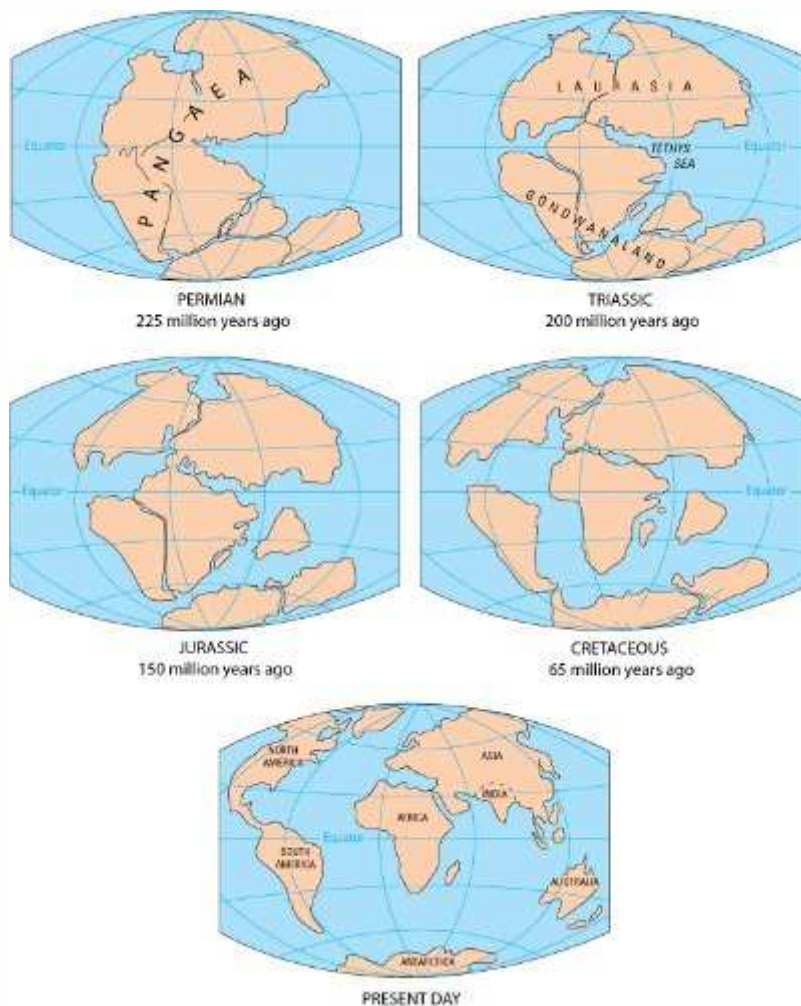 PANGAEA
Equator
PERMIAN
225 million years ago
LAURASIA
TETHYS
SEA
Equator
GONDWANALAND
TRIASSIC
200 million years ago
Equator
JURASSIC
150 million years ago
Equator
CRETACEOUS
65 million years ago
NORTH
AMERICA
ASIA
INDIA
AFRICA
Equator
SOUTH
AMERICA
AUSTRALIA
ANTARCTICA
PRESENT DAY